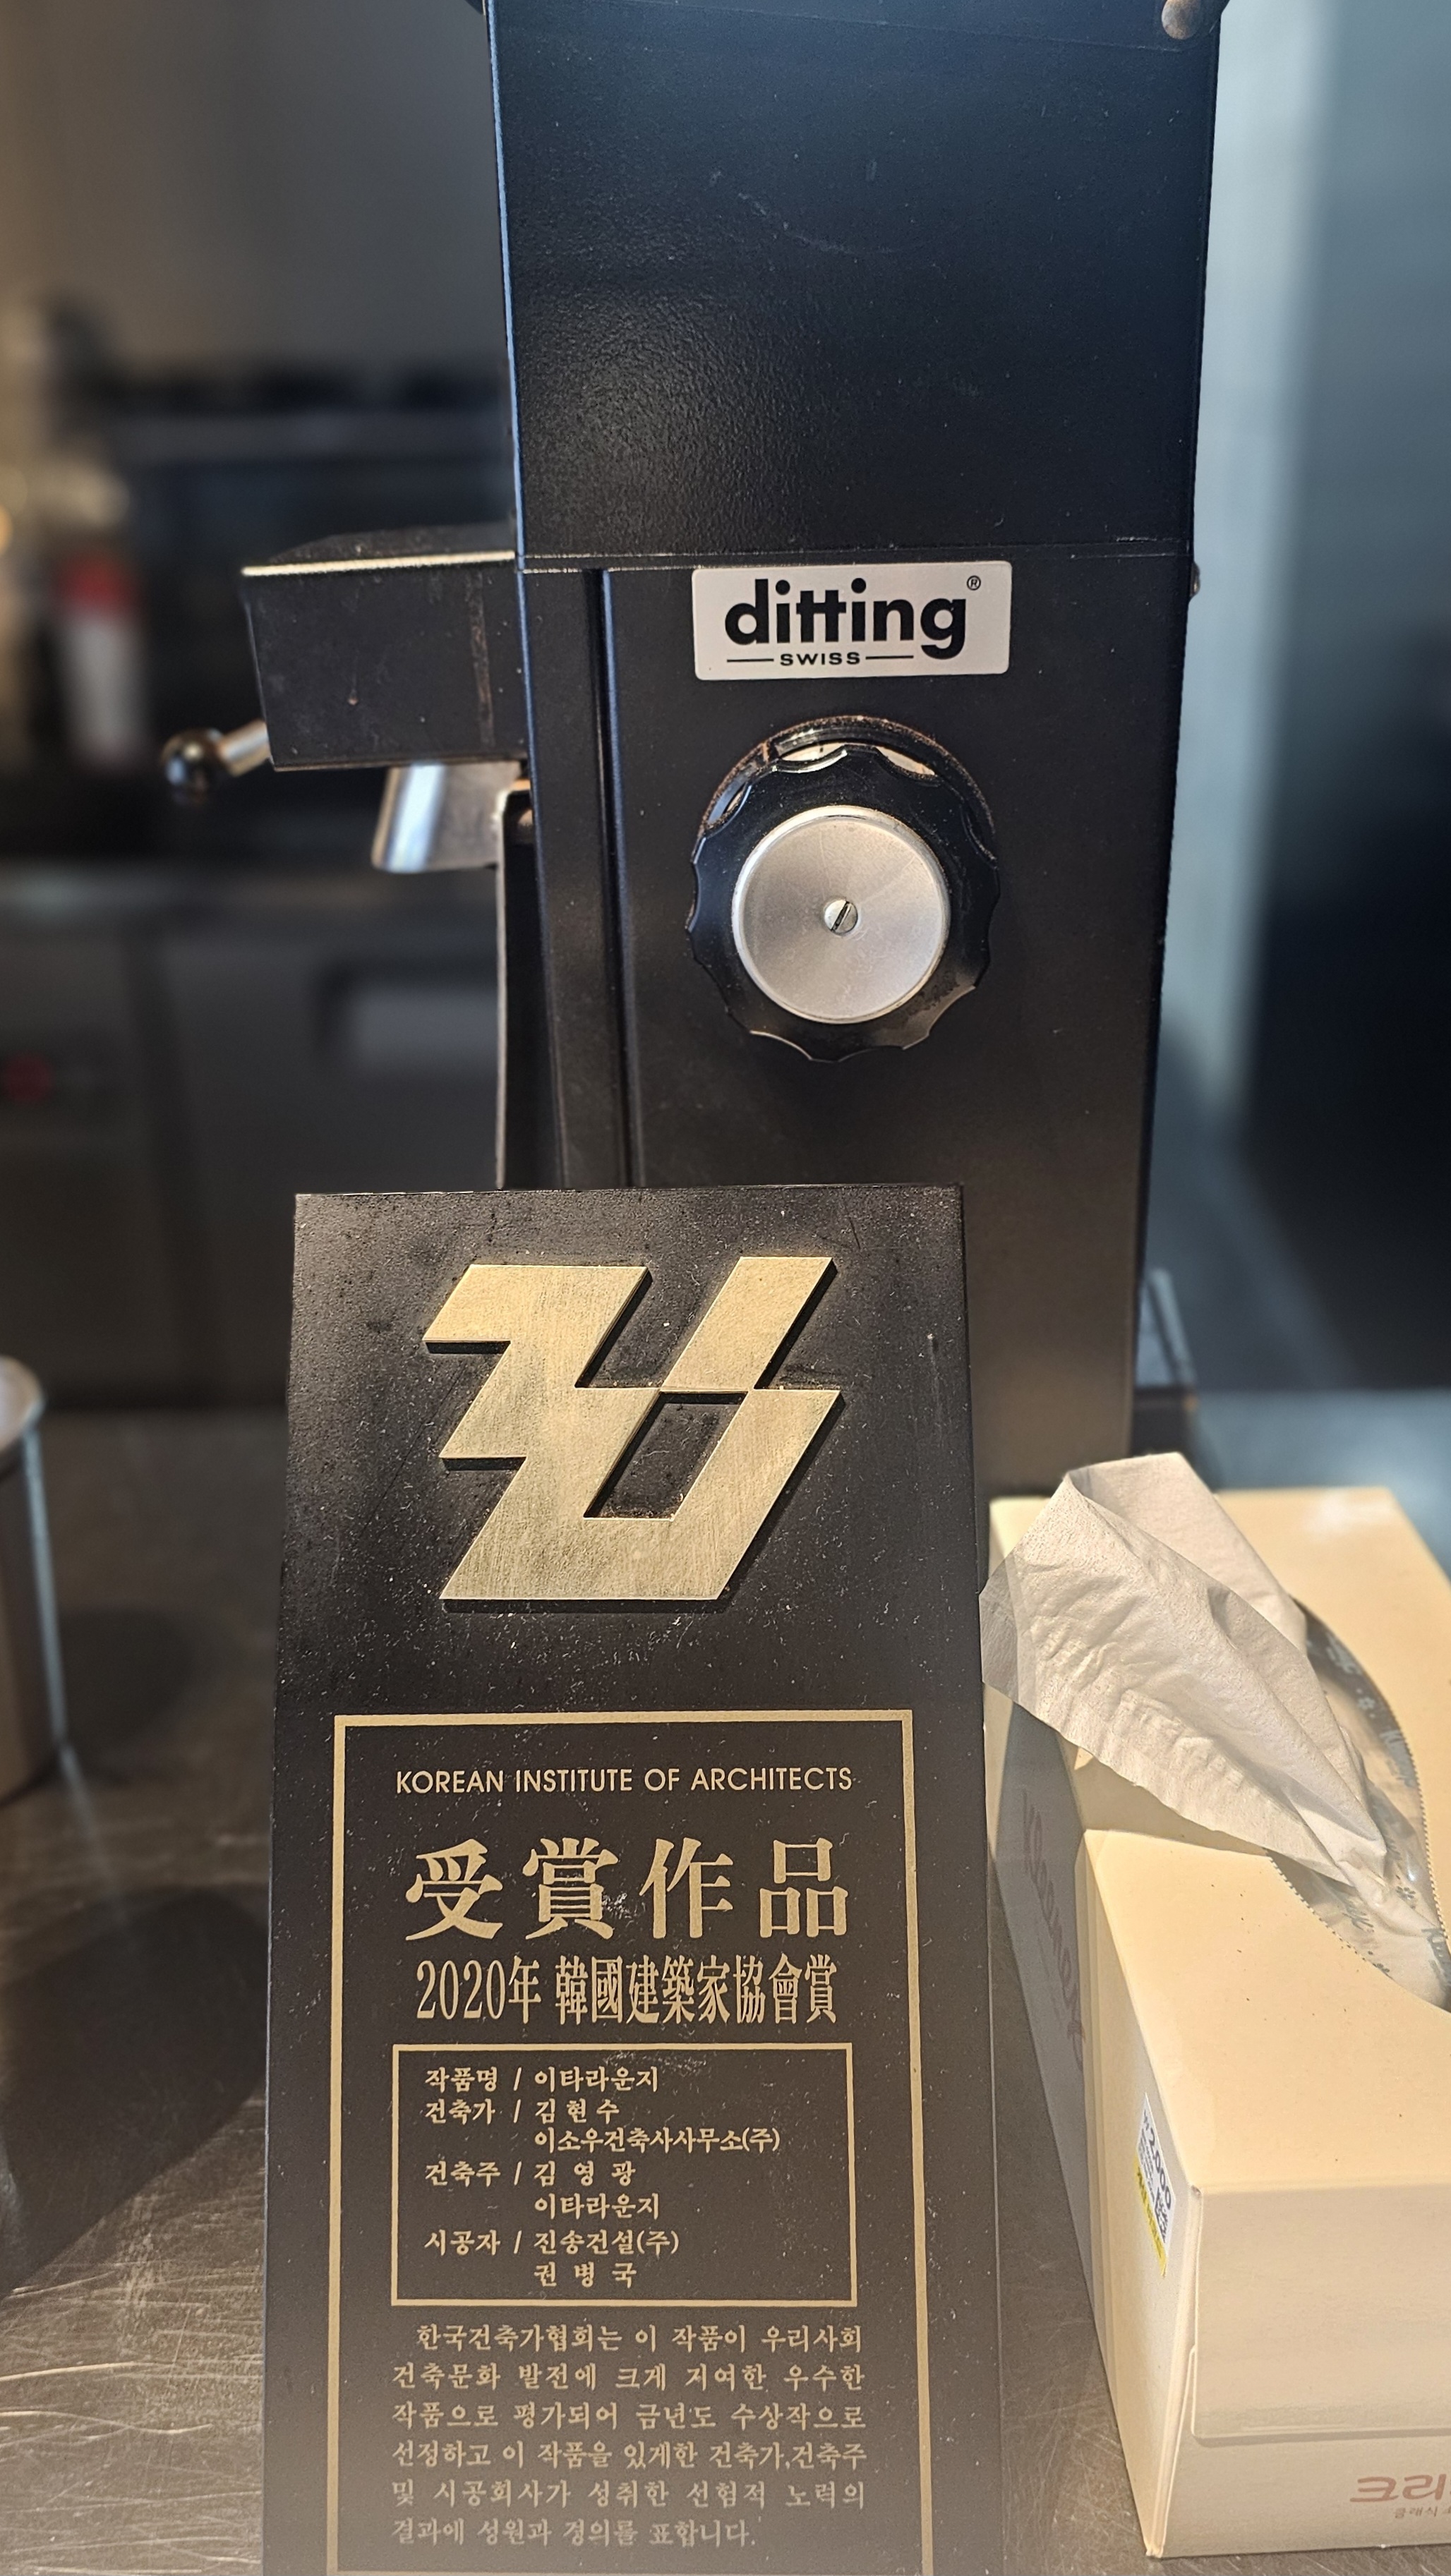 ditting®
SWISS
KOREAN INSTITUTE OF ARCHITECTS
受賞作品
2020年 韓國建築家協會賞
작품명 / 이타라운지
건축가 / 김현수
이소우건축사사무소(주)
건축주 / 김영광
이타라운지
시공자 / 진송건설(주)
권병국
한국건축가협회는 이 작품이 우리사회
건축문화 발전에 크게 기여한 우수한
작품으로 평가되어 금년도 수상작으로
선정하고 이 작품을 있게한 건축가,건축주
및 시공회사가 성취한 선험적 노력의
결과에 성원과 경의를 표합니다.
크리
클래식